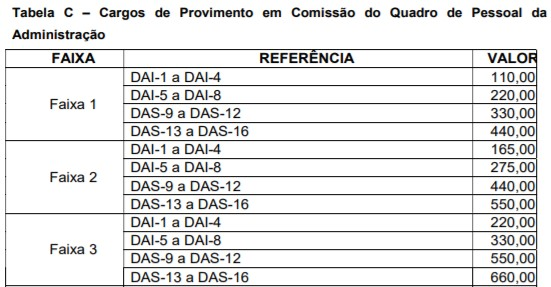 Tabela C – Cargos de Provimento em Comissão do Quadro de Pessoal da
Administração
FAIXA REFERÊNCIA VALOR
Faixa 1
DAI-1 a DAI-4 110,00
DAI-5 a DAI-8 220,00
DAS-9 a DAS-12 330,00
DAS-13 a DAS-16 440,00
Faixa 2
DAI-1 a DAI-4 165,00
DAI-5 a DAI-8 275,00
DAS-9 a DAS-12 440,00
DAS-13 a DAS-16 550,00
Faixa 3
DAI-1 a DAI-4 220,00
DAI-5 a DAI-8 330,00
DAS-9 a DAS-12 550,00
DAS-13 a DAS-16 660,00